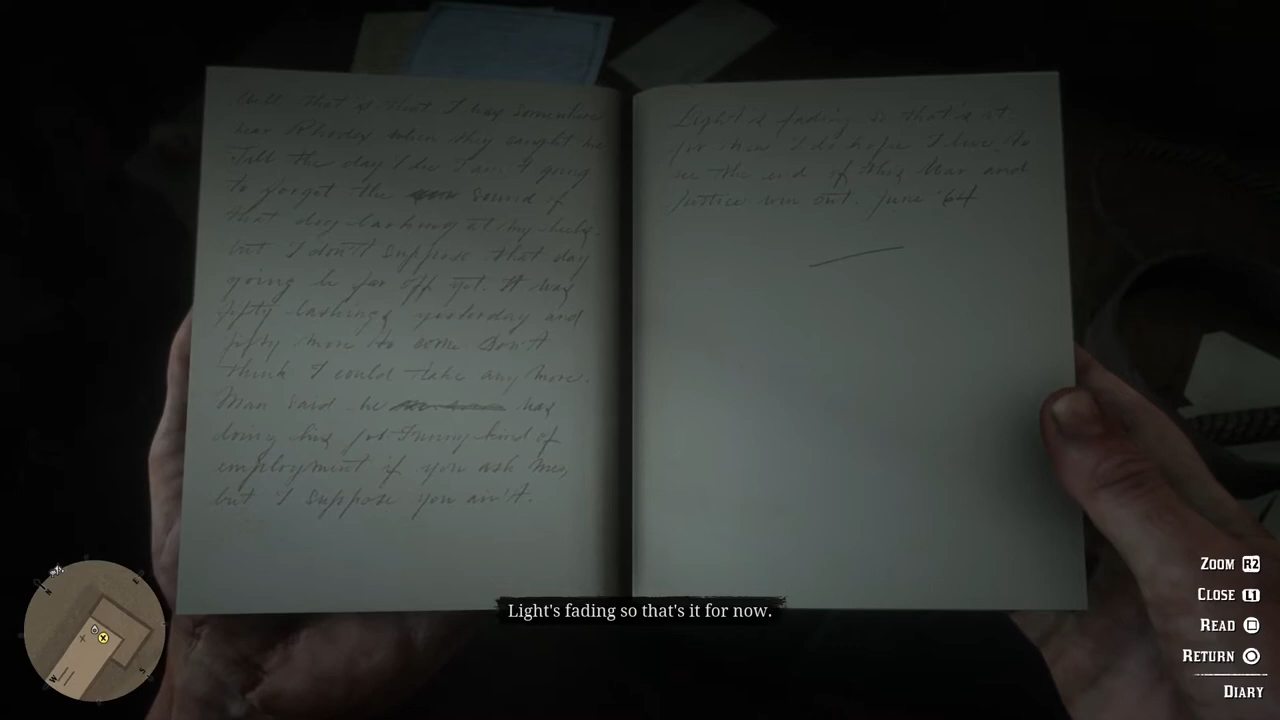 Well that is that I was somewhere
near Rhodes when they caught me
Till the day I die I ain't going
to forget the sound of
that dog barking at my heels.
but I don't suppose that day
going be far off yet. It was
fifty lashings yesterday and
fifty more to come Don't
think I could take any more.
Man said he was
doing his job Funny kind of
employment if you ask me,
but I suppose you ain't.
Light is fading so that's it
for now I do hope I live to
see the end of this War and
Justice win out. June '64
Light's fading so that's it for now.
ZOOM R2
CLOSE L1
READ
RETURN
DIARY
N
E
S
W